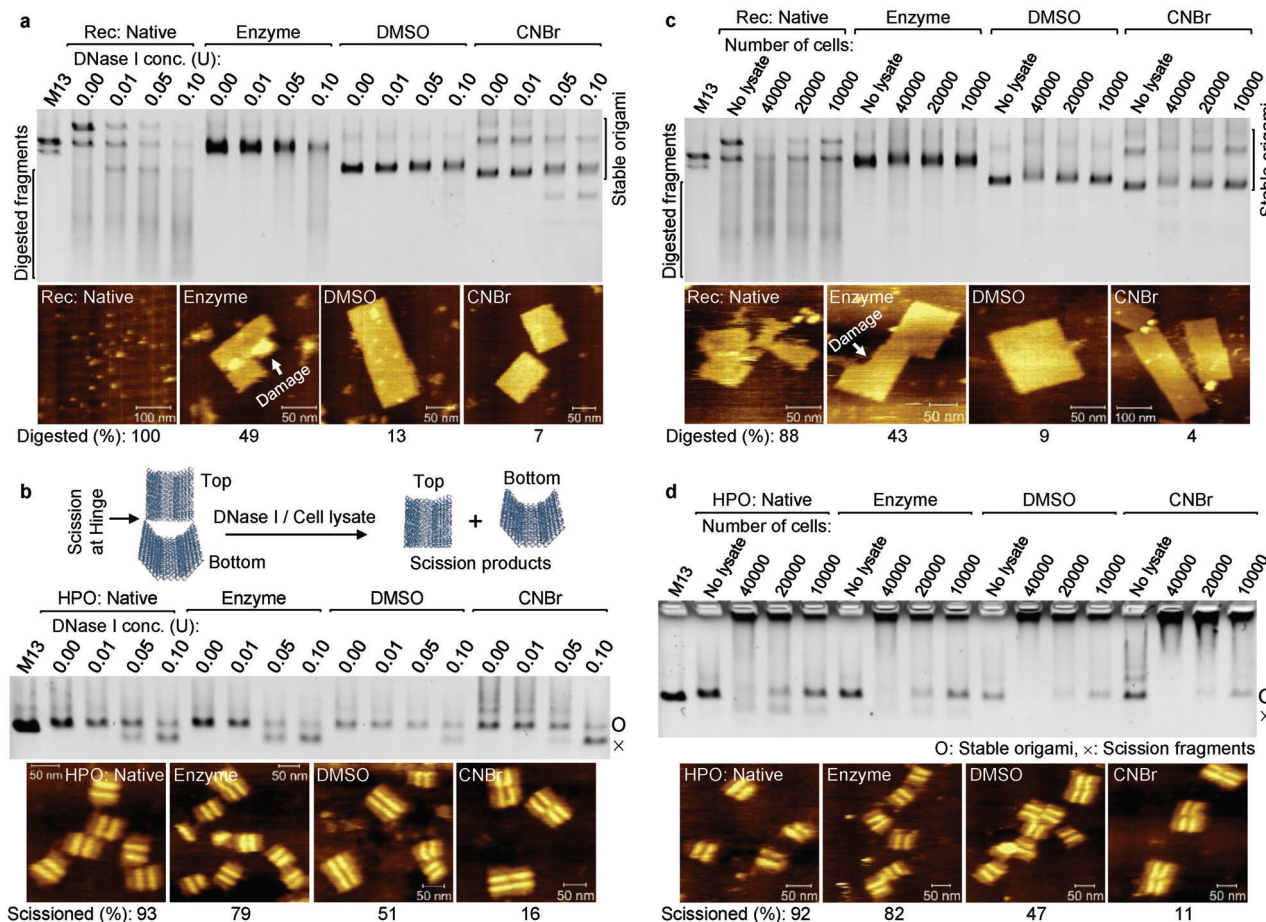 a
Rec: Native Enzyme DMSO CNBr
DNase I conc. (U):
M13 0.00 0.01 0.05 0.10 0.00 0.01 0.05 0.10 0.00 0.01 0.05 0.10 0.00 0.01 0.05 0.10
Digested fragments
Stable origami
Rec: Native Enzyme DMSO CNBr
Damage
100 nm 50 nm 50 nm 50 nm
Digested (%): 100 49 13 7
b
Scission
at Hinge
Top
Bottom
DNase I / Cell lysate
Top
+
Bottom
Scission products
HPO: Native Enzyme DMSO CNBr
DNase I conc. (U):
M13 0.00 0.01 0.05 0.10 0.00 0.01 0.05 0.10 0.00 0.01 0.05 0.10 0.00 0.01 0.05 0.10
O
×
50 nm HPO: Native Enzyme 50 nm DMSO CNBr
50 nm 50 nm
Scissioned (%): 93 79 51 16
c
Rec: Native Enzyme DMSO CNBr
Number of cells:
M13 No lysate 40000 20000 10000 No lysate 40000 20000 10000 No lysate 40000 20000 10000 No lysate 40000 20000 10000
Digested fragments
Stable origami
Rec: Native Enzyme DMSO CNBr
Damage
50 nm 50 nm 50 nm 100 nm
Digested (%): 88 43 9 4
d
HPO: Native Enzyme DMSO CNBr
Number of cells:
M13 No lysate 40000 20000 10000 No lysate 40000 20000 10000 No lysate 40000 20000 10000 No lysate 40000 20000 10000
O
×
O: Stable origami, ×: Scission fragments
HPO: Native Enzyme DMSO CNBr
50 nm 50 nm 50 nm 50 nm
Scissioned (%): 92 82 47 11